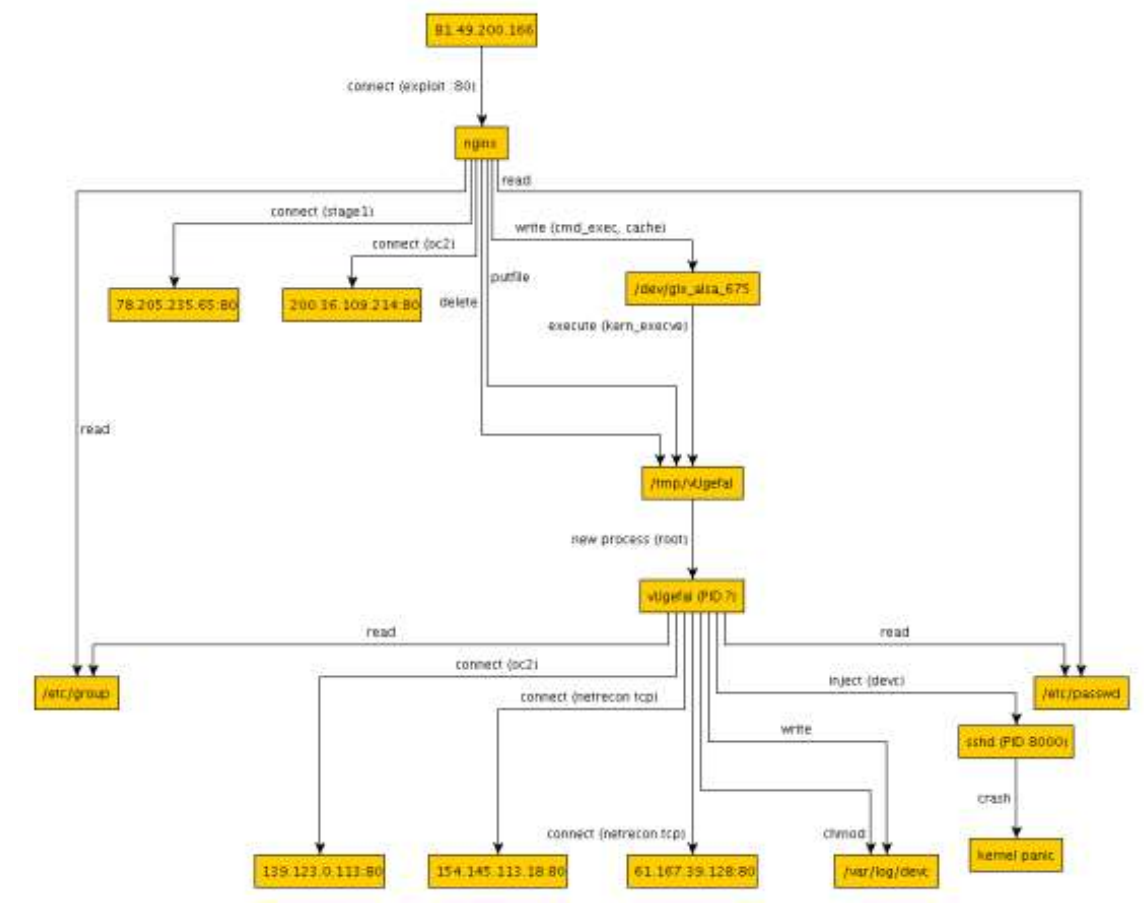 81.49.200.166
connect (exploit :80)
nginx
read
connect (stage1)
write (cmd_exec, cache)
connect (oc2)
putfile
/dev/glx_alsa_675
delete
78.205.235.65:80
200.36.109.214:80
execute (kern_execve)
read
/tmp/vUgefal
new process (root)
vUgefal (PID ?)
read
read
connect (oc2)
inject (devc)
/etc/group
/etc/passwd
connect (netrecon tcp)
write
sshd (PID 8000)
crash
connect (netrecon tcp)
chmod
kernel panic
139.123.0.113:80
154.145.113.18:80
61.167.39.128:80
/var/log/devc